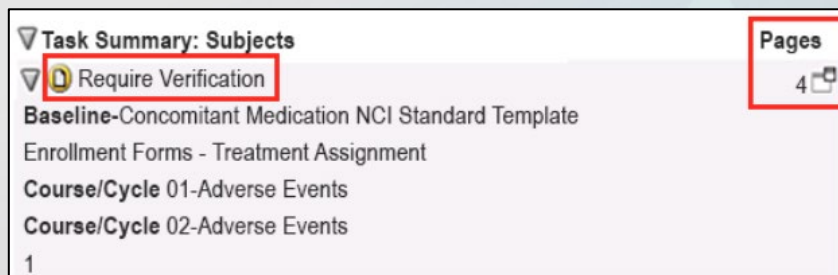 Task Summary: Subjects Pages
Require Verification 4
Baseline-Concomitant Medication NCI Standard Template
Enrollment Forms - Treatment Assignment
Course/Cycle 01-Adverse Events
Course/Cycle 02-Adverse Events
1